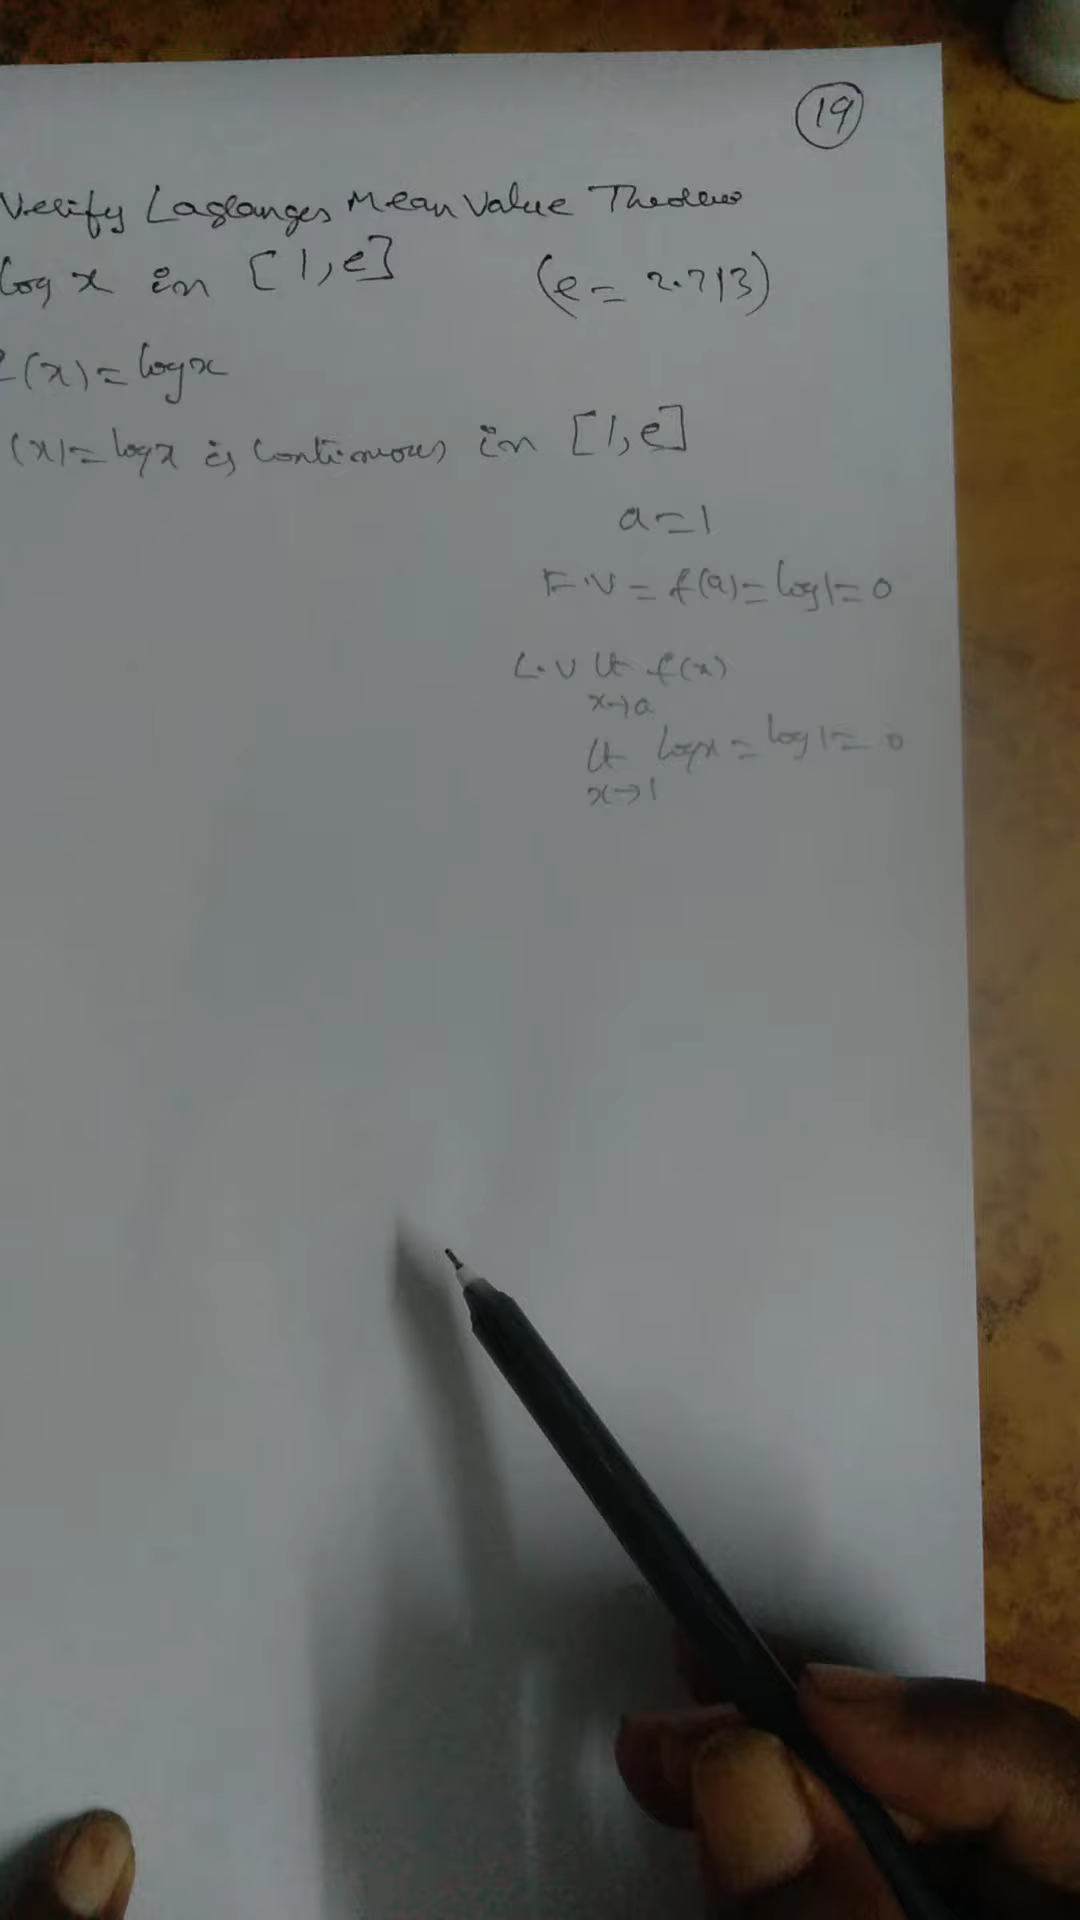 19
Verify Lagranges Mean Value Theorem
log x in [1,e] (e = 2.713)
f(x) = log x
(x) = log x is continuous in [1,e]
a = 1
F.V = f(a) = log 1 = 0
L.V Lt f(x)
x→a
Lt log x = log 1 = 0
x→1